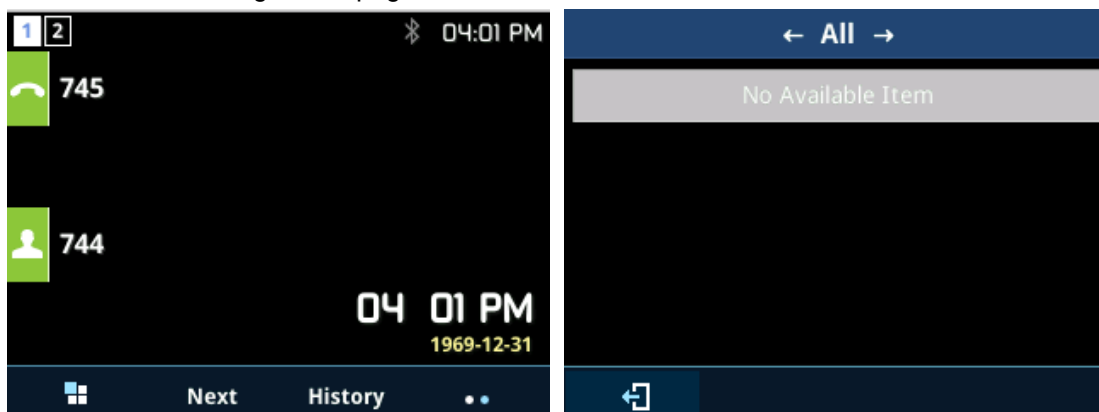 1 2 04:01 PM
745
744
04 01 PM
1969-12-31
Next History
← All →
No Available Item